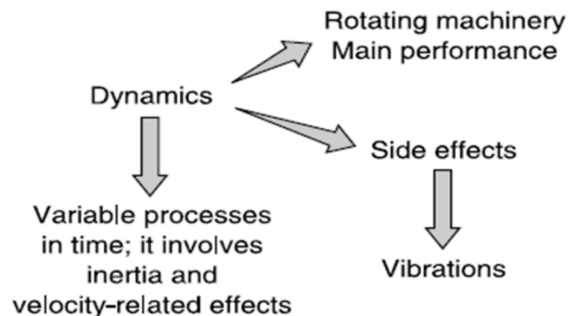 Rotating machinery
Main performance
Dynamics
Side effects
Variable processes
in time; it involves
inertia and
velocity-related effects
Vibrations